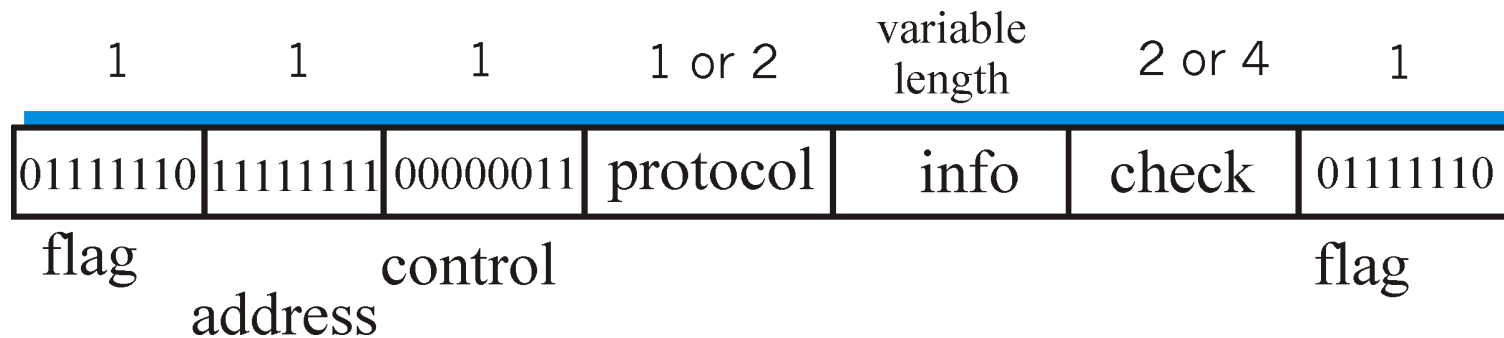 variable
1 1 1 1 or 2 length 2 or 4 1
01111110 11111111 00000011 protocol info check 01111110
flag control flag
address